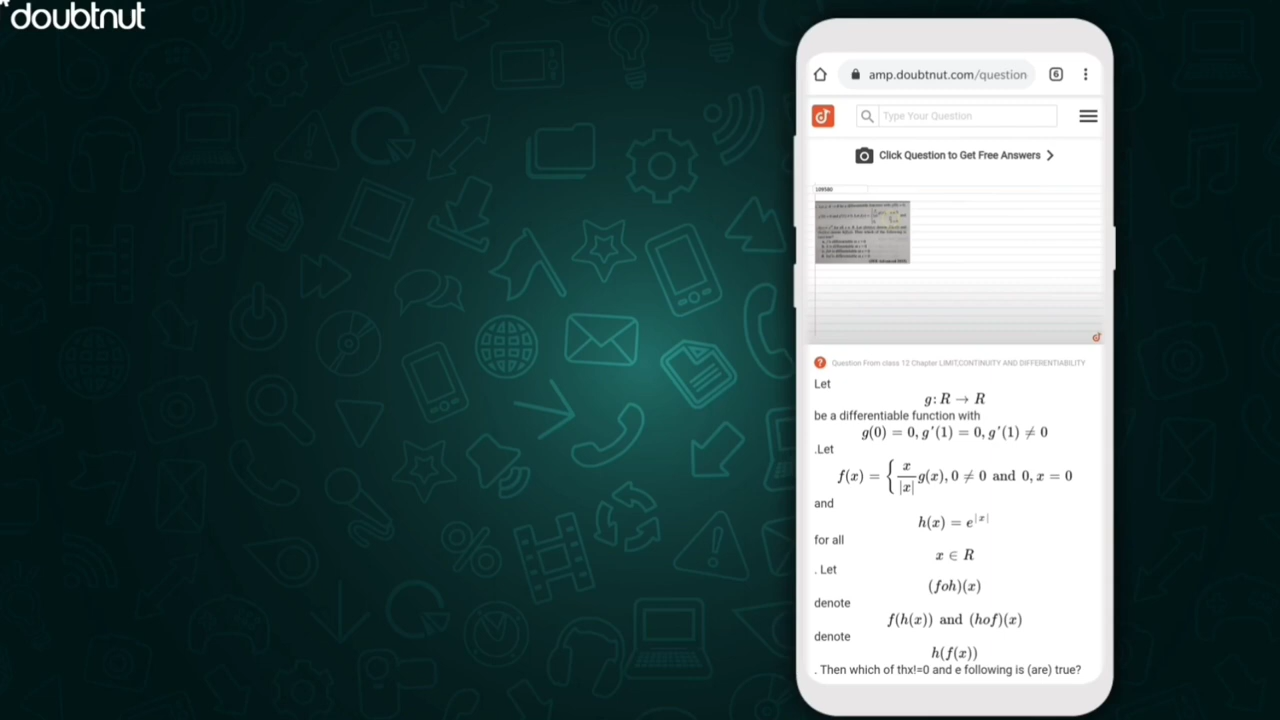 doubtnut
amp.doubtnut.com/question
6
Type Your Question
Click Question to Get Free Answers
Question From class 12 Chapter LIMIT,CONTINUITY AND DIFFERENTIABILITY
Let
g: R → R
be a differentiable function with
g(0) = 0, g'(1) = 0, g'(1) ≠ 0
.Let
f(x) = { x/|x| g(x), 0 ≠ 0 and 0, x = 0
and
h(x) = e^|x|
for all
x ∈ R
. Let
(foh)(x)
denote
f(h(x)) and (hof)(x)
denote
h(f(x))
. Then which of thx!=0 and e following is (are) true?